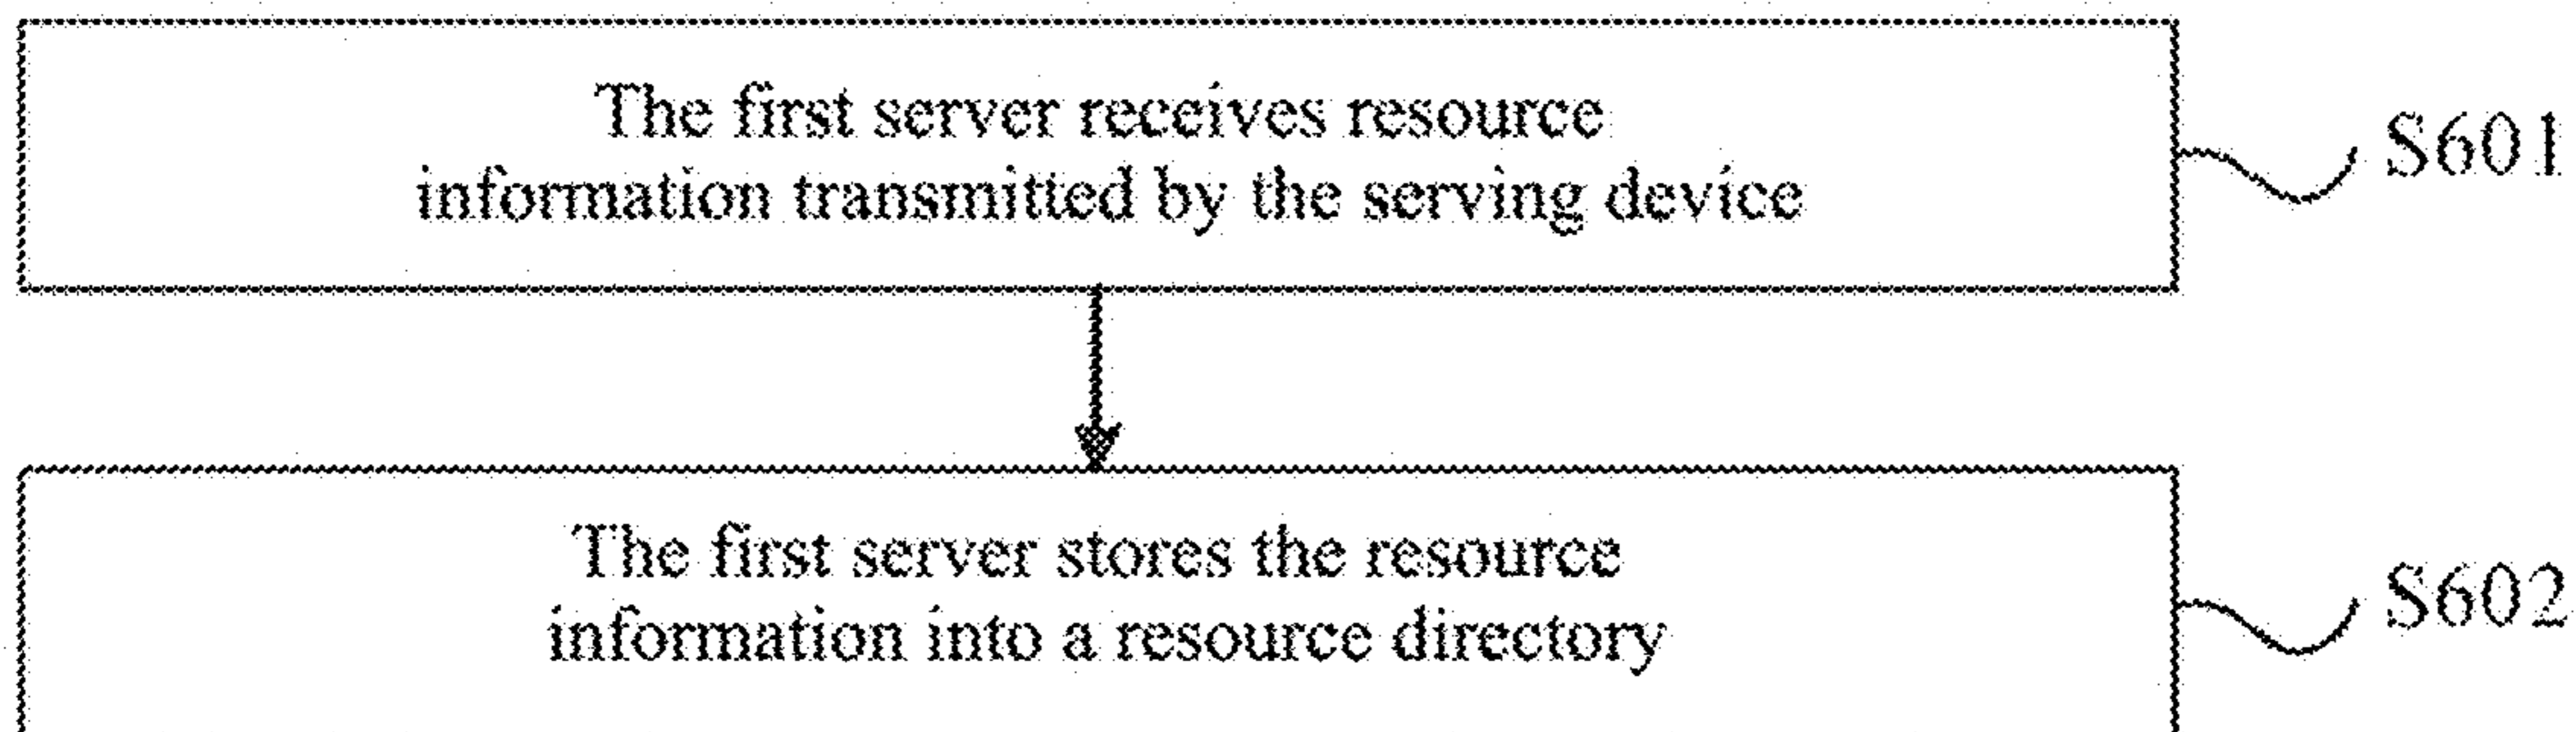 The first server receives resource
information transmitted by the serving device
S601
The first server stores the resource
information into a resource directory
S602